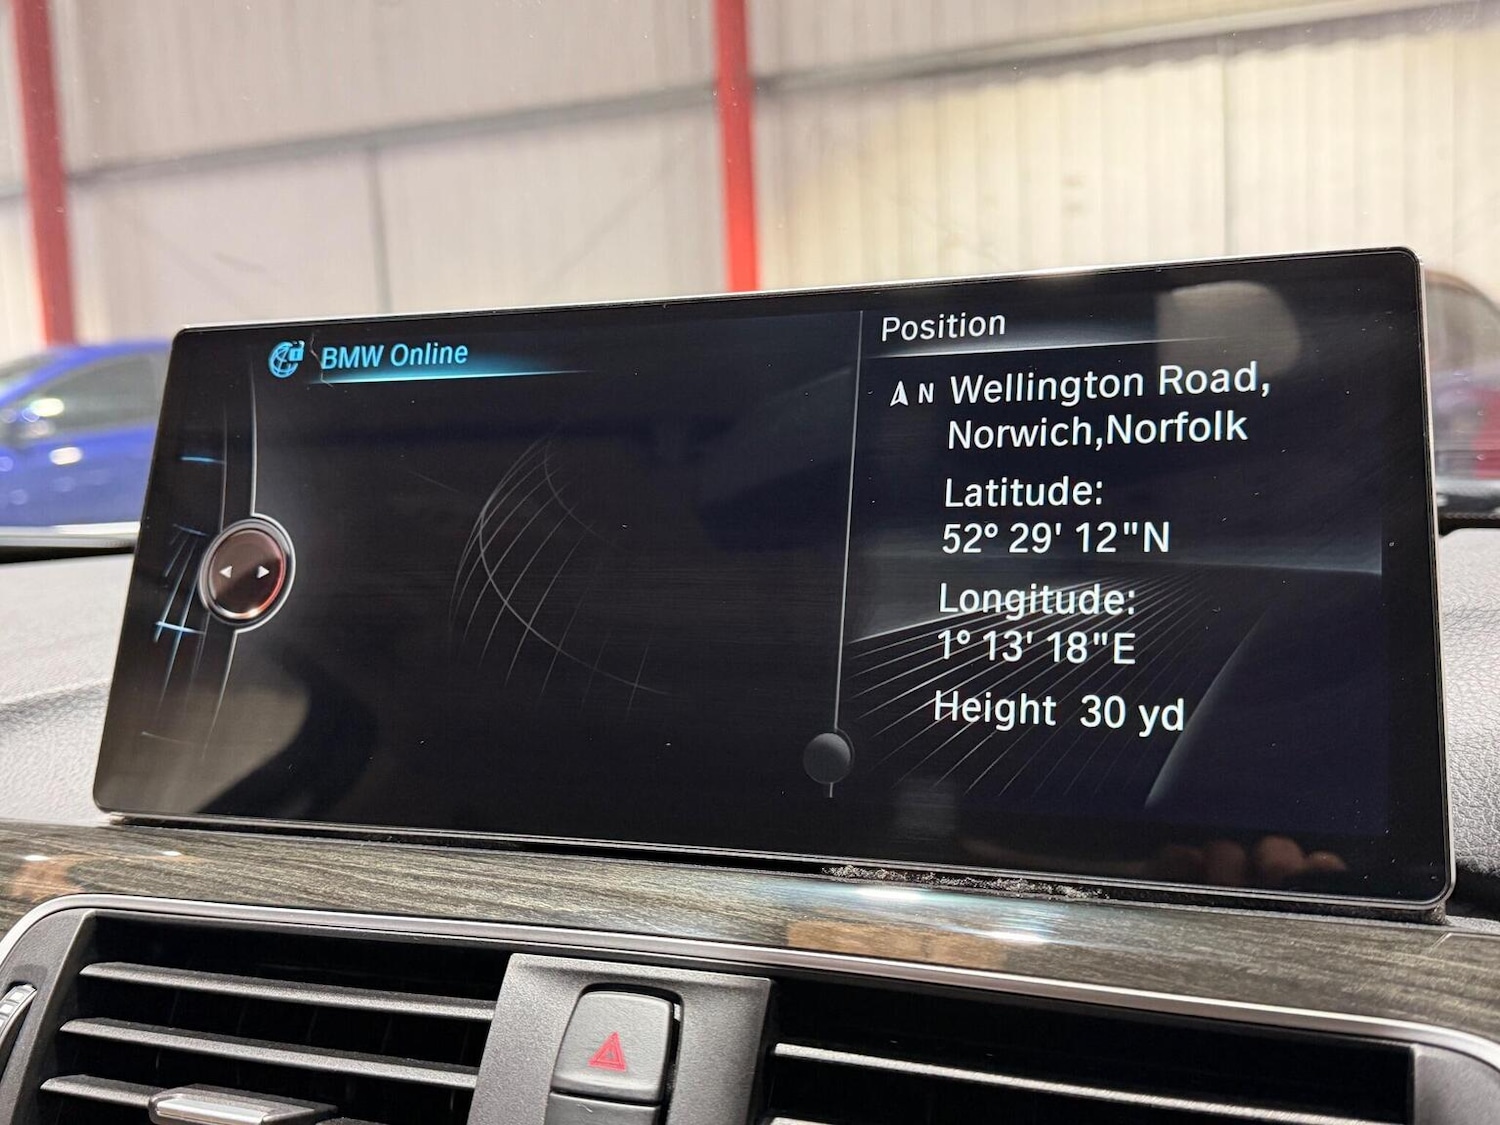 BMW Online
Position
N Wellington Road,
Norwich,Norfolk
Latitude:
52° 29' 12"N
Longitude:
1° 13' 18"E
Height 30 yd